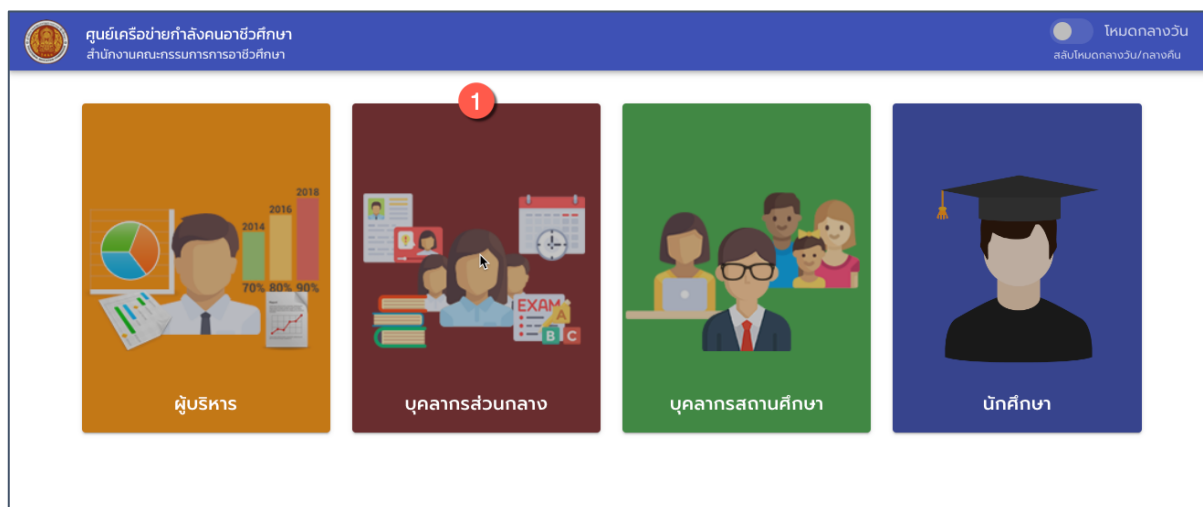 ศูนย์เครือข่ายกำลังคนอาชีวศึกษา
สำนักงานคณะกรรมการการอาชีวศึกษา
โหมดกลางวัน
สลับโหมดกลางวัน/กลางคืน
1
2018
2016
2014
70% 80% 90%
EXAM
A
B C
ผู้บริหาร
บุคลากรส่วนกลาง
บุคลากรสถานศึกษา
นักศึกษา